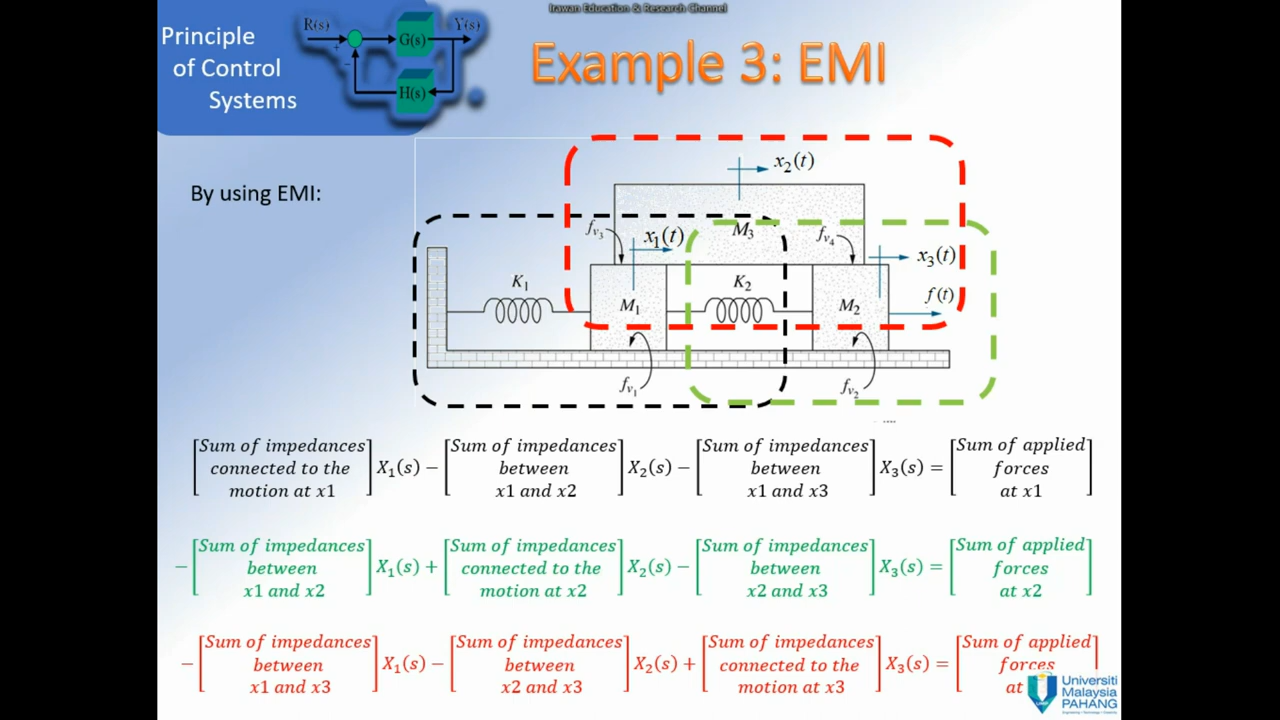 Irawan Education & Research Channel
Principle
of Control
Systems
R(s)
+
−
G(s)
Y(s)
H(s)
Example 3: EMI
By using EMI:
x₂(t)
fᵥ₃
x₁(t)
M₃
fᵥ₄
x₃(t)
K₁
M₁
K₂
M₂
f(t)
fᵥ₁
fᵥ₂
[Sum of impedances connected to the motion at x1] X₁(s) − [Sum of impedances between x1 and x2] X₂(s) − [Sum of impedances between x1 and x3] X₃(s) = [Sum of applied forces at x1]
− [Sum of impedances between x1 and x2] X₁(s) + [Sum of impedances connected to the motion at x2] X₂(s) − [Sum of impedances between x2 and x3] X₃(s) = [Sum of applied forces at x2]
− [Sum of impedances between x1 and x3] X₁(s) − [Sum of impedances between x2 and x3] X₂(s) + [Sum of impedances connected to the motion at x3] X₃(s) = [Sum of applied forces at
Universiti
Malaysia
PAHANG